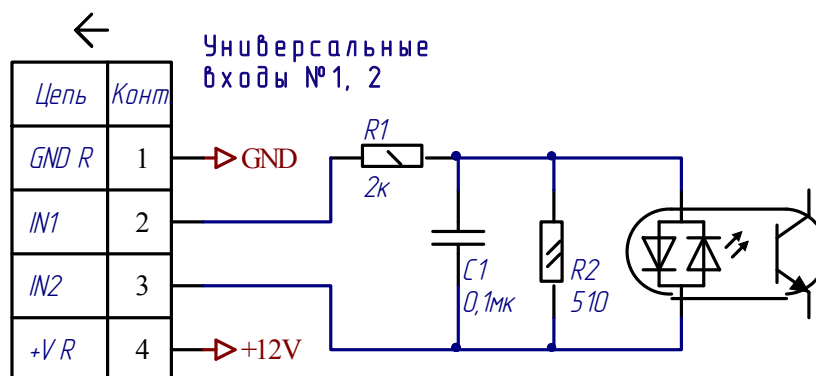 Универсальные
входы №1, 2
Цепь Конт.
GND R 1 GND
IN1 2
IN2 3
+V R 4 +12V
R1
2к
C1
0,1мк
R2
510